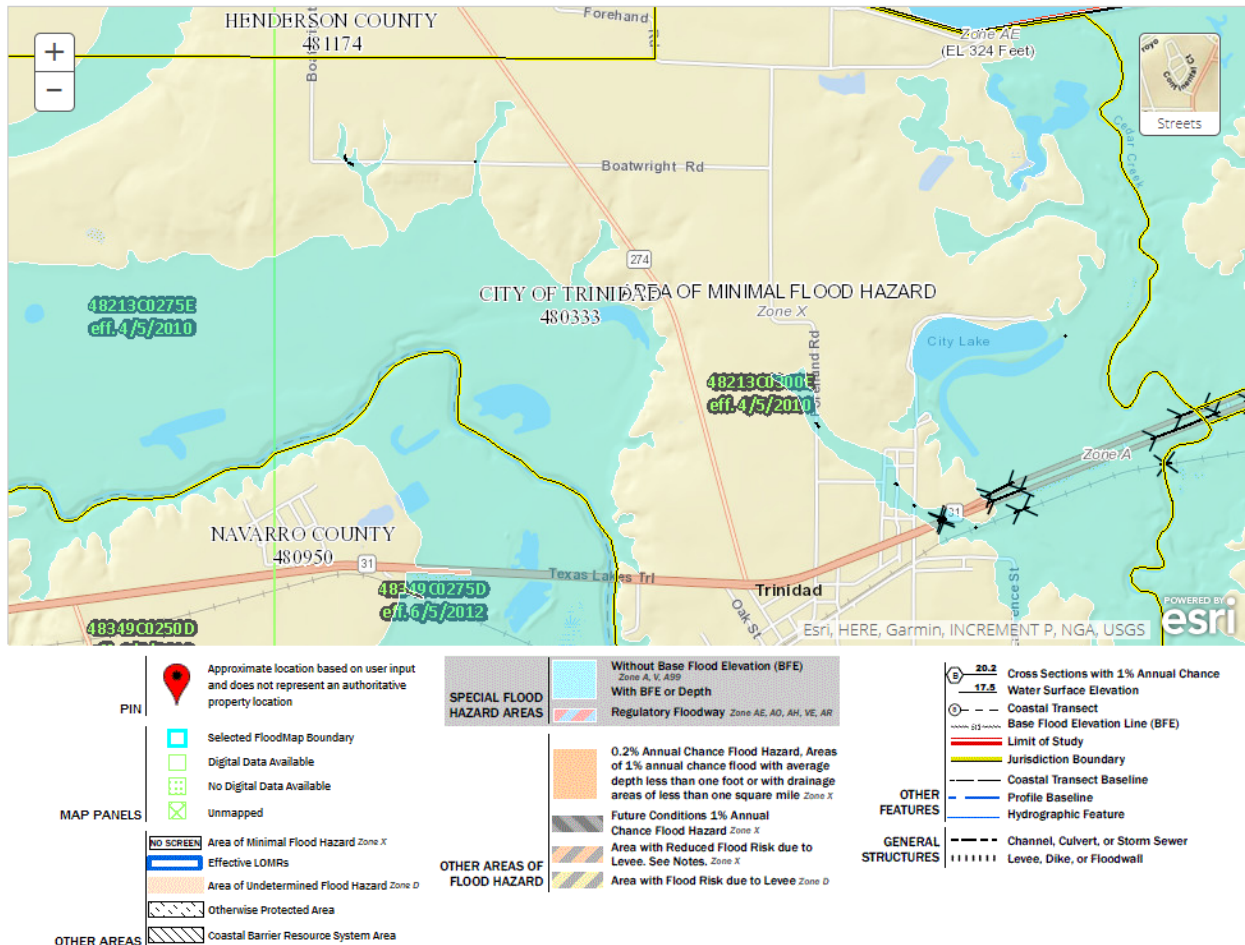 HENDERSON COUNTY
481174
Forehand
Zone AE
(EL 324 Feet)
+
−
Continental
Streets
Cedar Creek
Boatwright Rd
274
CITY OF TRINIDAD
480333
AREA OF MINIMAL FLOOD HAZARD
Zone X
48213C0275E
eff. 4/5/2010
City Lake
48213C0300E
eff. 4/5/2010
Forehand Rd
Zone A
31
NAVARRO COUNTY
480950
31
Texas Lakes Trl
48349C0275D
eff. 6/5/2012
Trinidad
Oak St
48349C0250D
Esri, HERE, Garmin, INCREMENT P, NGA, USGS
POWERED BY
esri
PIN
Approximate location based on user input
and does not represent an authoritative
property location
MAP PANELS
Selected FloodMap Boundary
Digital Data Available
No Digital Data Available
Unmapped
OTHER AREAS
NO SCREEN Area of Minimal Flood Hazard Zone X
Effective LOMRs
Area of Undetermined Flood Hazard Zone D
Otherwise Protected Area
Coastal Barrier Resource System Area
SPECIAL FLOOD
HAZARD AREAS
Without Base Flood Elevation (BFE)
Zone A, V, A99
With BFE or Depth
Regulatory Floodway Zone AE, AO, AH, VE, AR
OTHER AREAS OF
FLOOD HAZARD
0.2% Annual Chance Flood Hazard, Areas
of 1% annual chance flood with average
depth less than one foot or with drainage
areas of less than one square mile Zone X
Future Conditions 1% Annual
Chance Flood Hazard Zone X
Area with Reduced Flood Risk due to
Levee. See Notes. Zone X
Area with Flood Risk due to Levee Zone D
OTHER
FEATURES
B 20.2 Cross Sections with 1% Annual Chance
17.5 Water Surface Elevation
8 Coastal Transect
513 Base Flood Elevation Line (BFE)
Limit of Study
Jurisdiction Boundary
Coastal Transect Baseline
Profile Baseline
Hydrographic Feature
GENERAL
STRUCTURES
Channel, Culvert, or Storm Sewer
Levee, Dike, or Floodwall